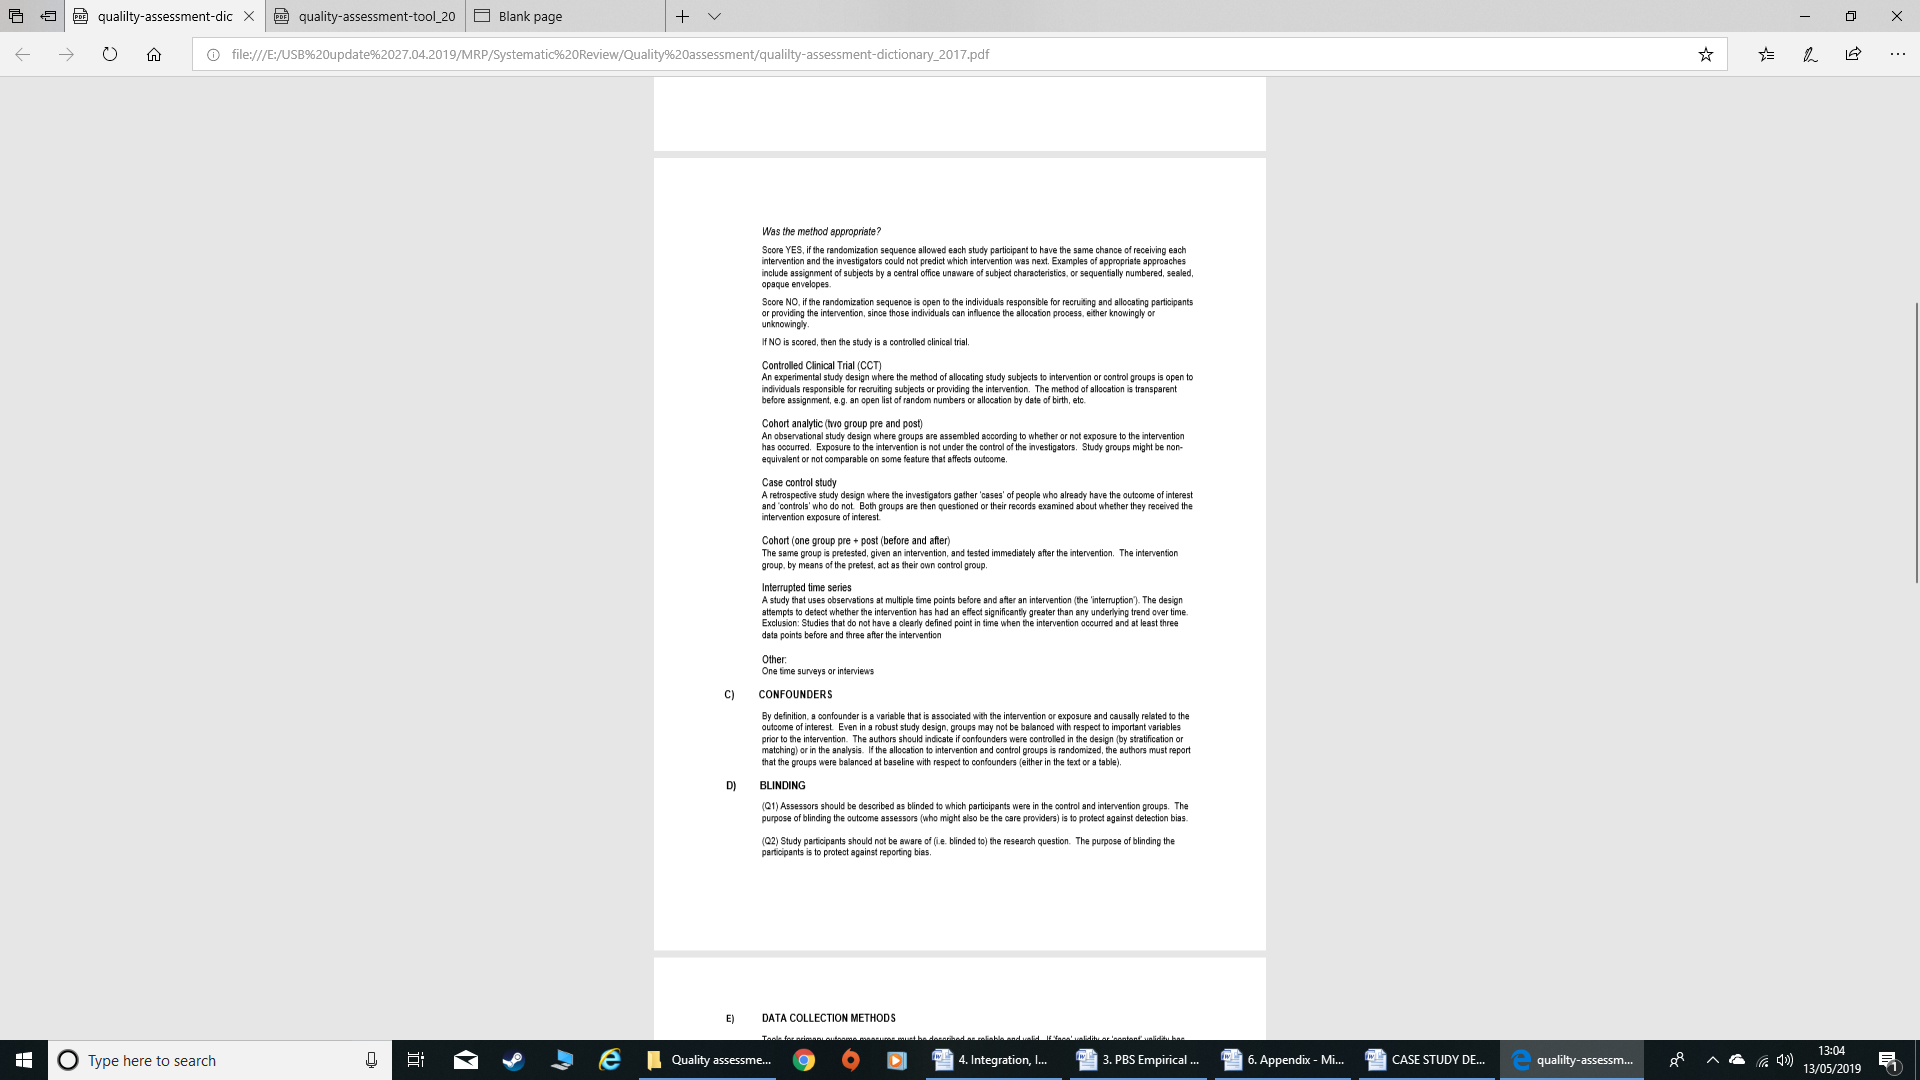 qualilty-assessment-dic
quality-assessment-tool_20
Blank page
file:///E:/USB%20update%2027.04.2019/MRP/Systematic%20Review/Quality%20assessment/qualilty-assessment-dictionary_2017.pdf
Was the method appropriate?
Score YES, if the randomization sequence allowed each study participant to have the same chance of receiving each
intervention and the investigators could not predict which intervention was next. Examples of appropriate approaches
include assignment of subjects by a central office unaware of subject characteristics, or sequentially numbered, sealed,
opaque envelopes.
Score NO, if the randomization sequence is open to the individuals responsible for recruiting and allocating participants
or providing the intervention, since those individuals can influence the allocation process, either knowingly or
unknowingly.
If NO is scored, then the study is a controlled clinical trial.
Controlled Clinical Trial (CCT)
An experimental study design where the method of allocating study subjects to intervention or control groups is open to
individuals responsible for recruiting subjects or providing the intervention. The method of allocation is transparent
before assignment, e.g. an open list of random numbers or allocation by date of birth, etc.
Cohort analytic (two group pre and post)
An observational study design where groups are assembled according to whether or not exposure to the intervention
has occurred. Exposure to the intervention is not under the control of the investigators. Study groups might be non-
equivalent or not comparable on some feature that affects outcome.
Case control study
A retrospective study design where the investigators gather 'cases' of people who already have the outcome of interest
and 'controls' who do not. Both groups are then questioned or their records examined about whether they received the
intervention exposure of interest.
Cohort (one group pre + post (before and after)
The same group is pretested, given an intervention, and tested immediately after the intervention. The intervention
group, by means of the pretest, act as their own control group.
Interrupted time series
A study that uses observations at multiple time points before and after an intervention (the 'interruption'). The design
attempts to detect whether the intervention has had an effect significantly greater than any underlying trend over time.
Exclusion: Studies that do not have a clearly defined point in time when the intervention occurred and at least three
data points before and three after the intervention
Other:
One time surveys or interviews
C) CONFOUNDERS
By definition, a confounder is a variable that is associated with the intervention or exposure and causally related to the
outcome of interest. Even in a robust study design, groups may not be balanced with respect to important variables
prior to the intervention. The authors should indicate if confounders were controlled in the design (by stratification or
matching) or in the analysis. If the allocation to intervention and control groups is randomized, the authors must report
that the groups were balanced at baseline with respect to confounders (either in the text or a table).
D) BLINDING
(Q1) Assessors should be described as blinded to which participants were in the control and intervention groups. The
purpose of blinding the outcome assessors (who might also be the care providers) is to protect against detection bias.
(Q2) Study participants should not be aware of (i.e. blinded to) the research question. The purpose of blinding the
participants is to protect against reporting bias.
E) DATA COLLECTION METHODS
Tools for primary outcome measures must be described as reliable and valid. If 'face' validity or 'content' validity has
Type here to search
Quality assessme...
4. Integration, I...
3. PBS Empirical ...
6. Appendix - Mi...
CASE STUDY DE...
qualilty-assessm...
13:04
13/05/2019
1